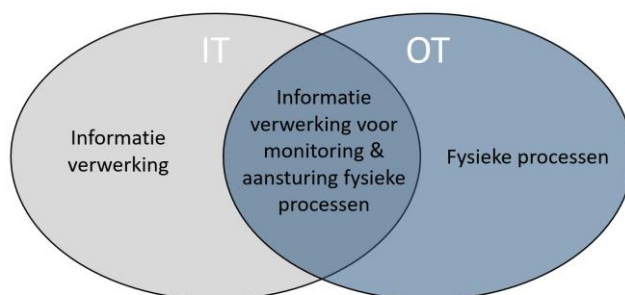 IT
OT
Informatie
verwerking
Informatie
verwerking voor
monitoring &
aansturing fysieke
processen
Fysieke processen